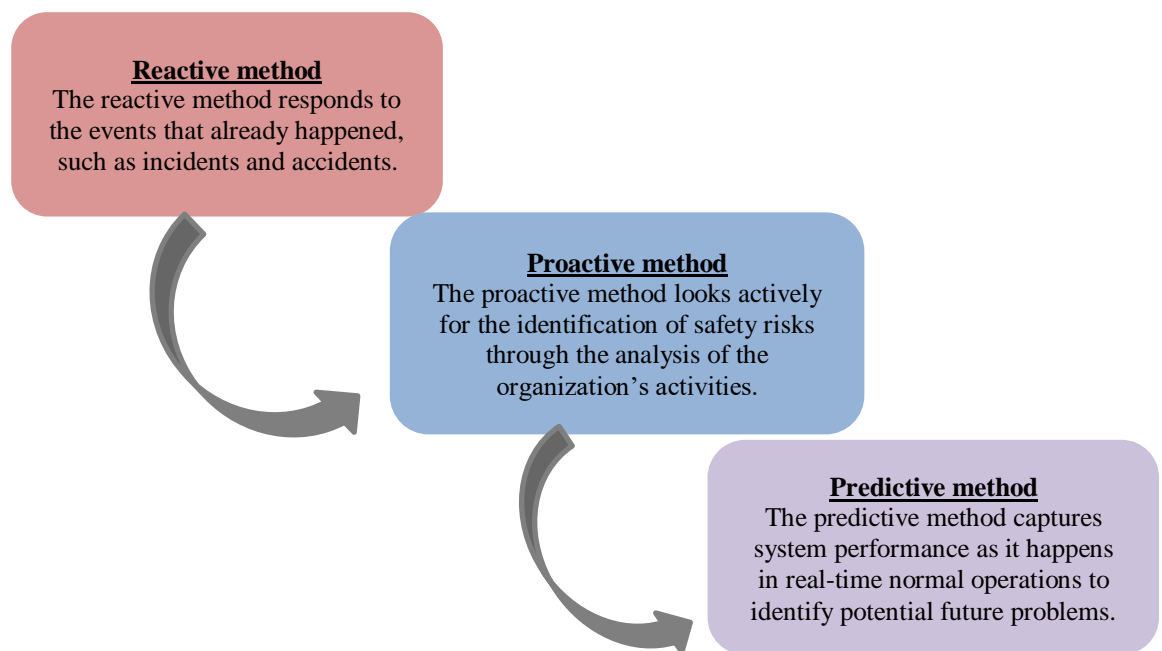 Reactive method
The reactive method responds to
the events that already happened,
such as incidents and accidents.
Proactive method
The proactive method looks actively
for the identification of safety risks
through the analysis of the
organization’s activities.
Predictive method
The predictive method captures
system performance as it happens
in real-time normal operations to
identify potential future problems.